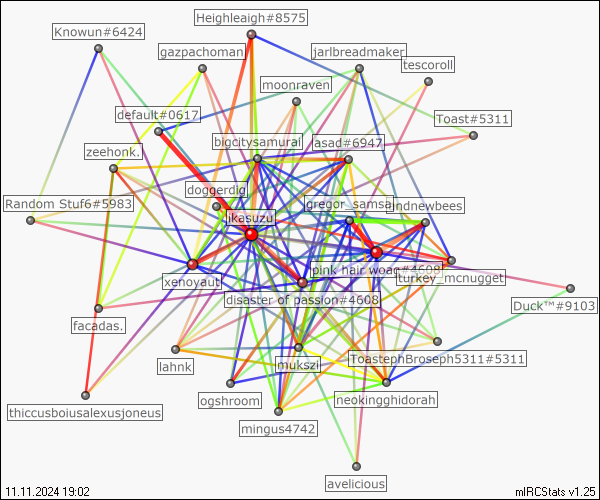 Heighleaigh#8575
Knowun#6424
gazpachoman
jarlbreadmaker
tescoroll
moonraven
default#0617
Toast#5311
bigcitysamurai
asad#6947
zeehonk.
doggerdid
Random Stuf6#5983
gregor_samsa
jndnewbees
ikasuzu
pink hair woag#4608
xenoyaut
turkey_mcnugget
disaster of passion#4608
Duck™#9103
facadas.
ToastephBroseph5311#5311
lahnk
mukszi
ogshroom
neokingghidorah
thiccusboiusalexusjoneus
mingus4742
avelicious
11.11.2024 19:02
mIRCStats v1.25